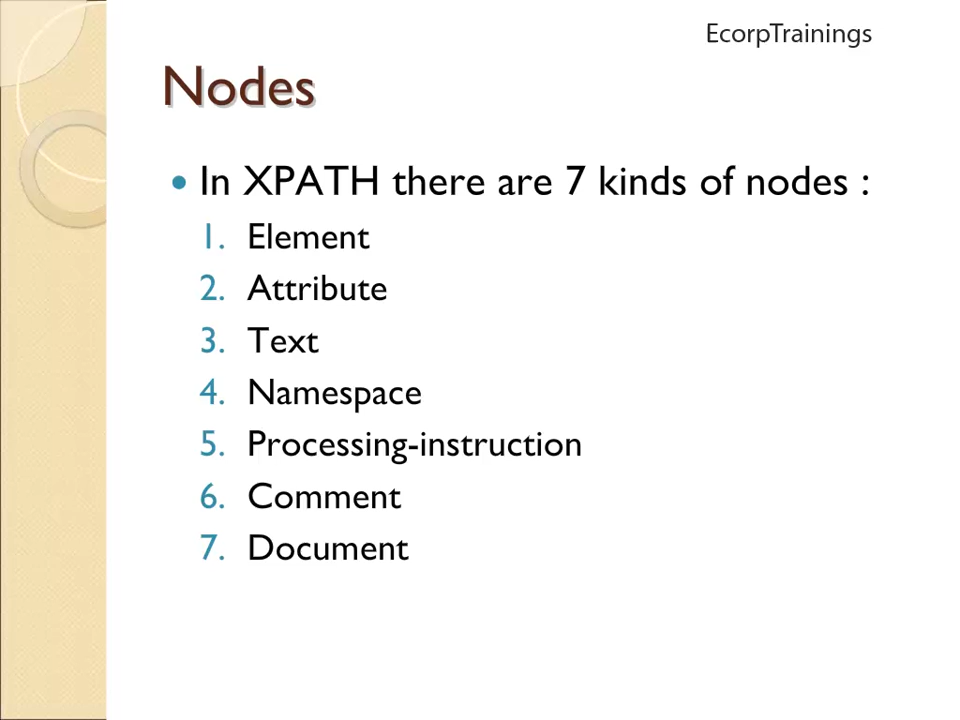 EcorpTrainings
Nodes
• In XPATH there are 7 kinds of nodes :
1. Element
2. Attribute
3. Text
4. Namespace
5. Processing-instruction
6. Comment
7. Document